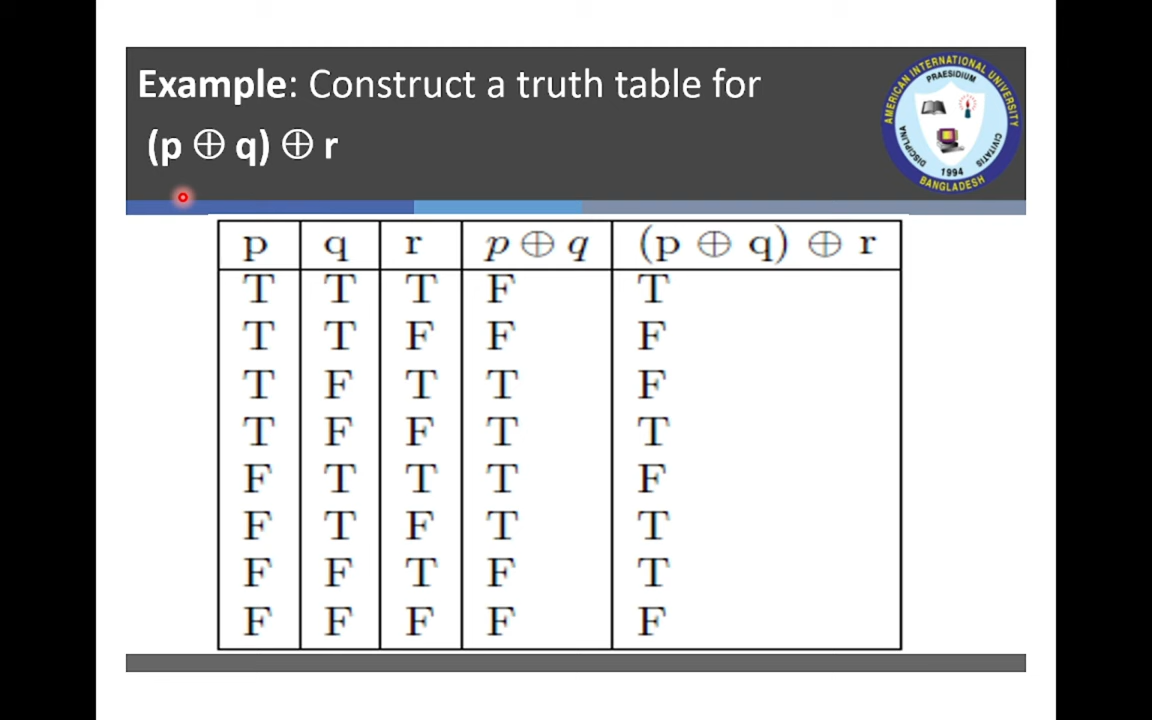 Example: Construct a truth table for
(p ⊕ q) ⊕ r
AMERICAN INTERNATIONAL UNIVERSITY
PRAESIDIUM
DISCIPLINA
CIVITATIS
1994
BANGLADESH
p q r p ⊕ q (p ⊕ q) ⊕ r
T T T F T
T T F F F
T F T T F
T F F T T
F T T T F
F T F T T
F F T F T
F F F F F